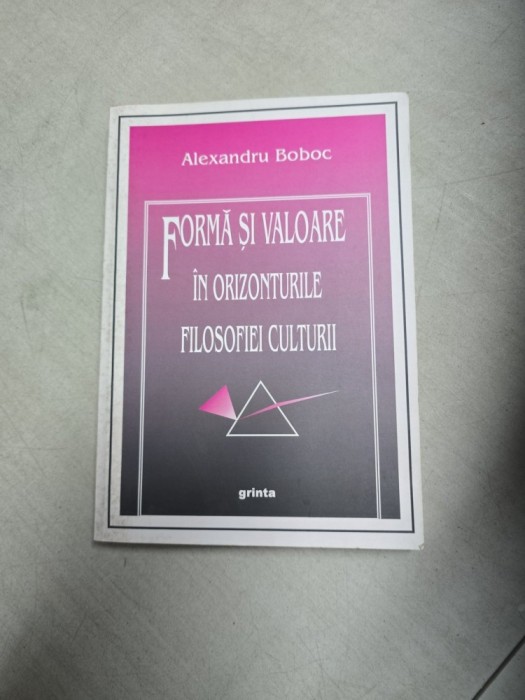 Alexandru Boboc
FORMĂ ȘI VALOARE
ÎN ORIZONTURILE
FILOSOFIEI CULTURII
grinta